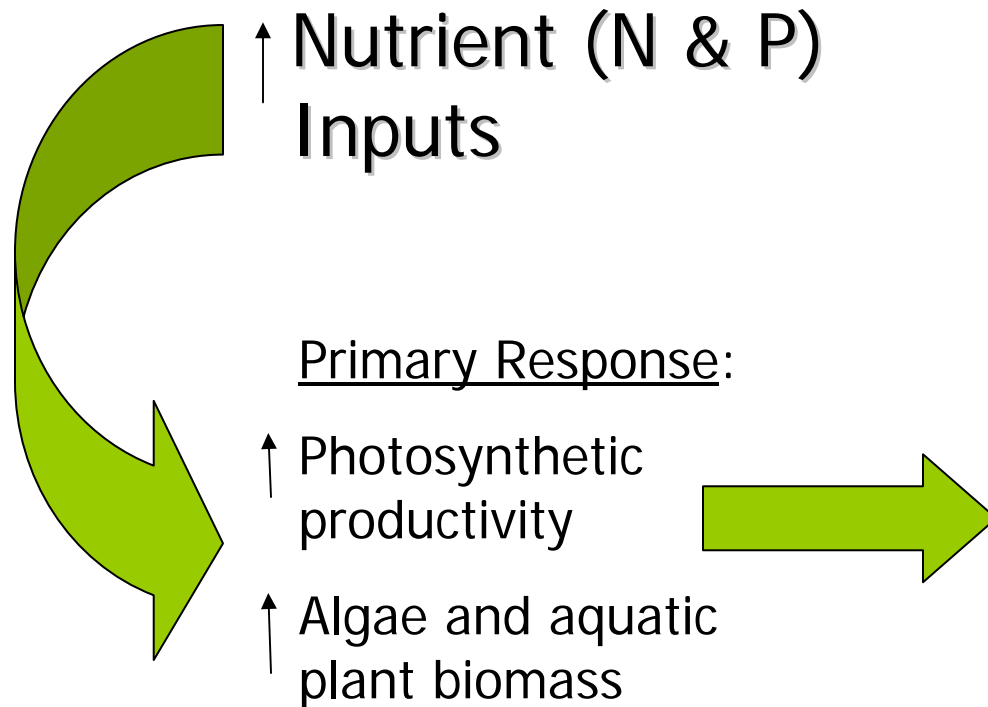 Nutrient (N & P)
Inputs
Primary Response:
Photosynthetic
productivity
Algae and aquatic
plant biomass